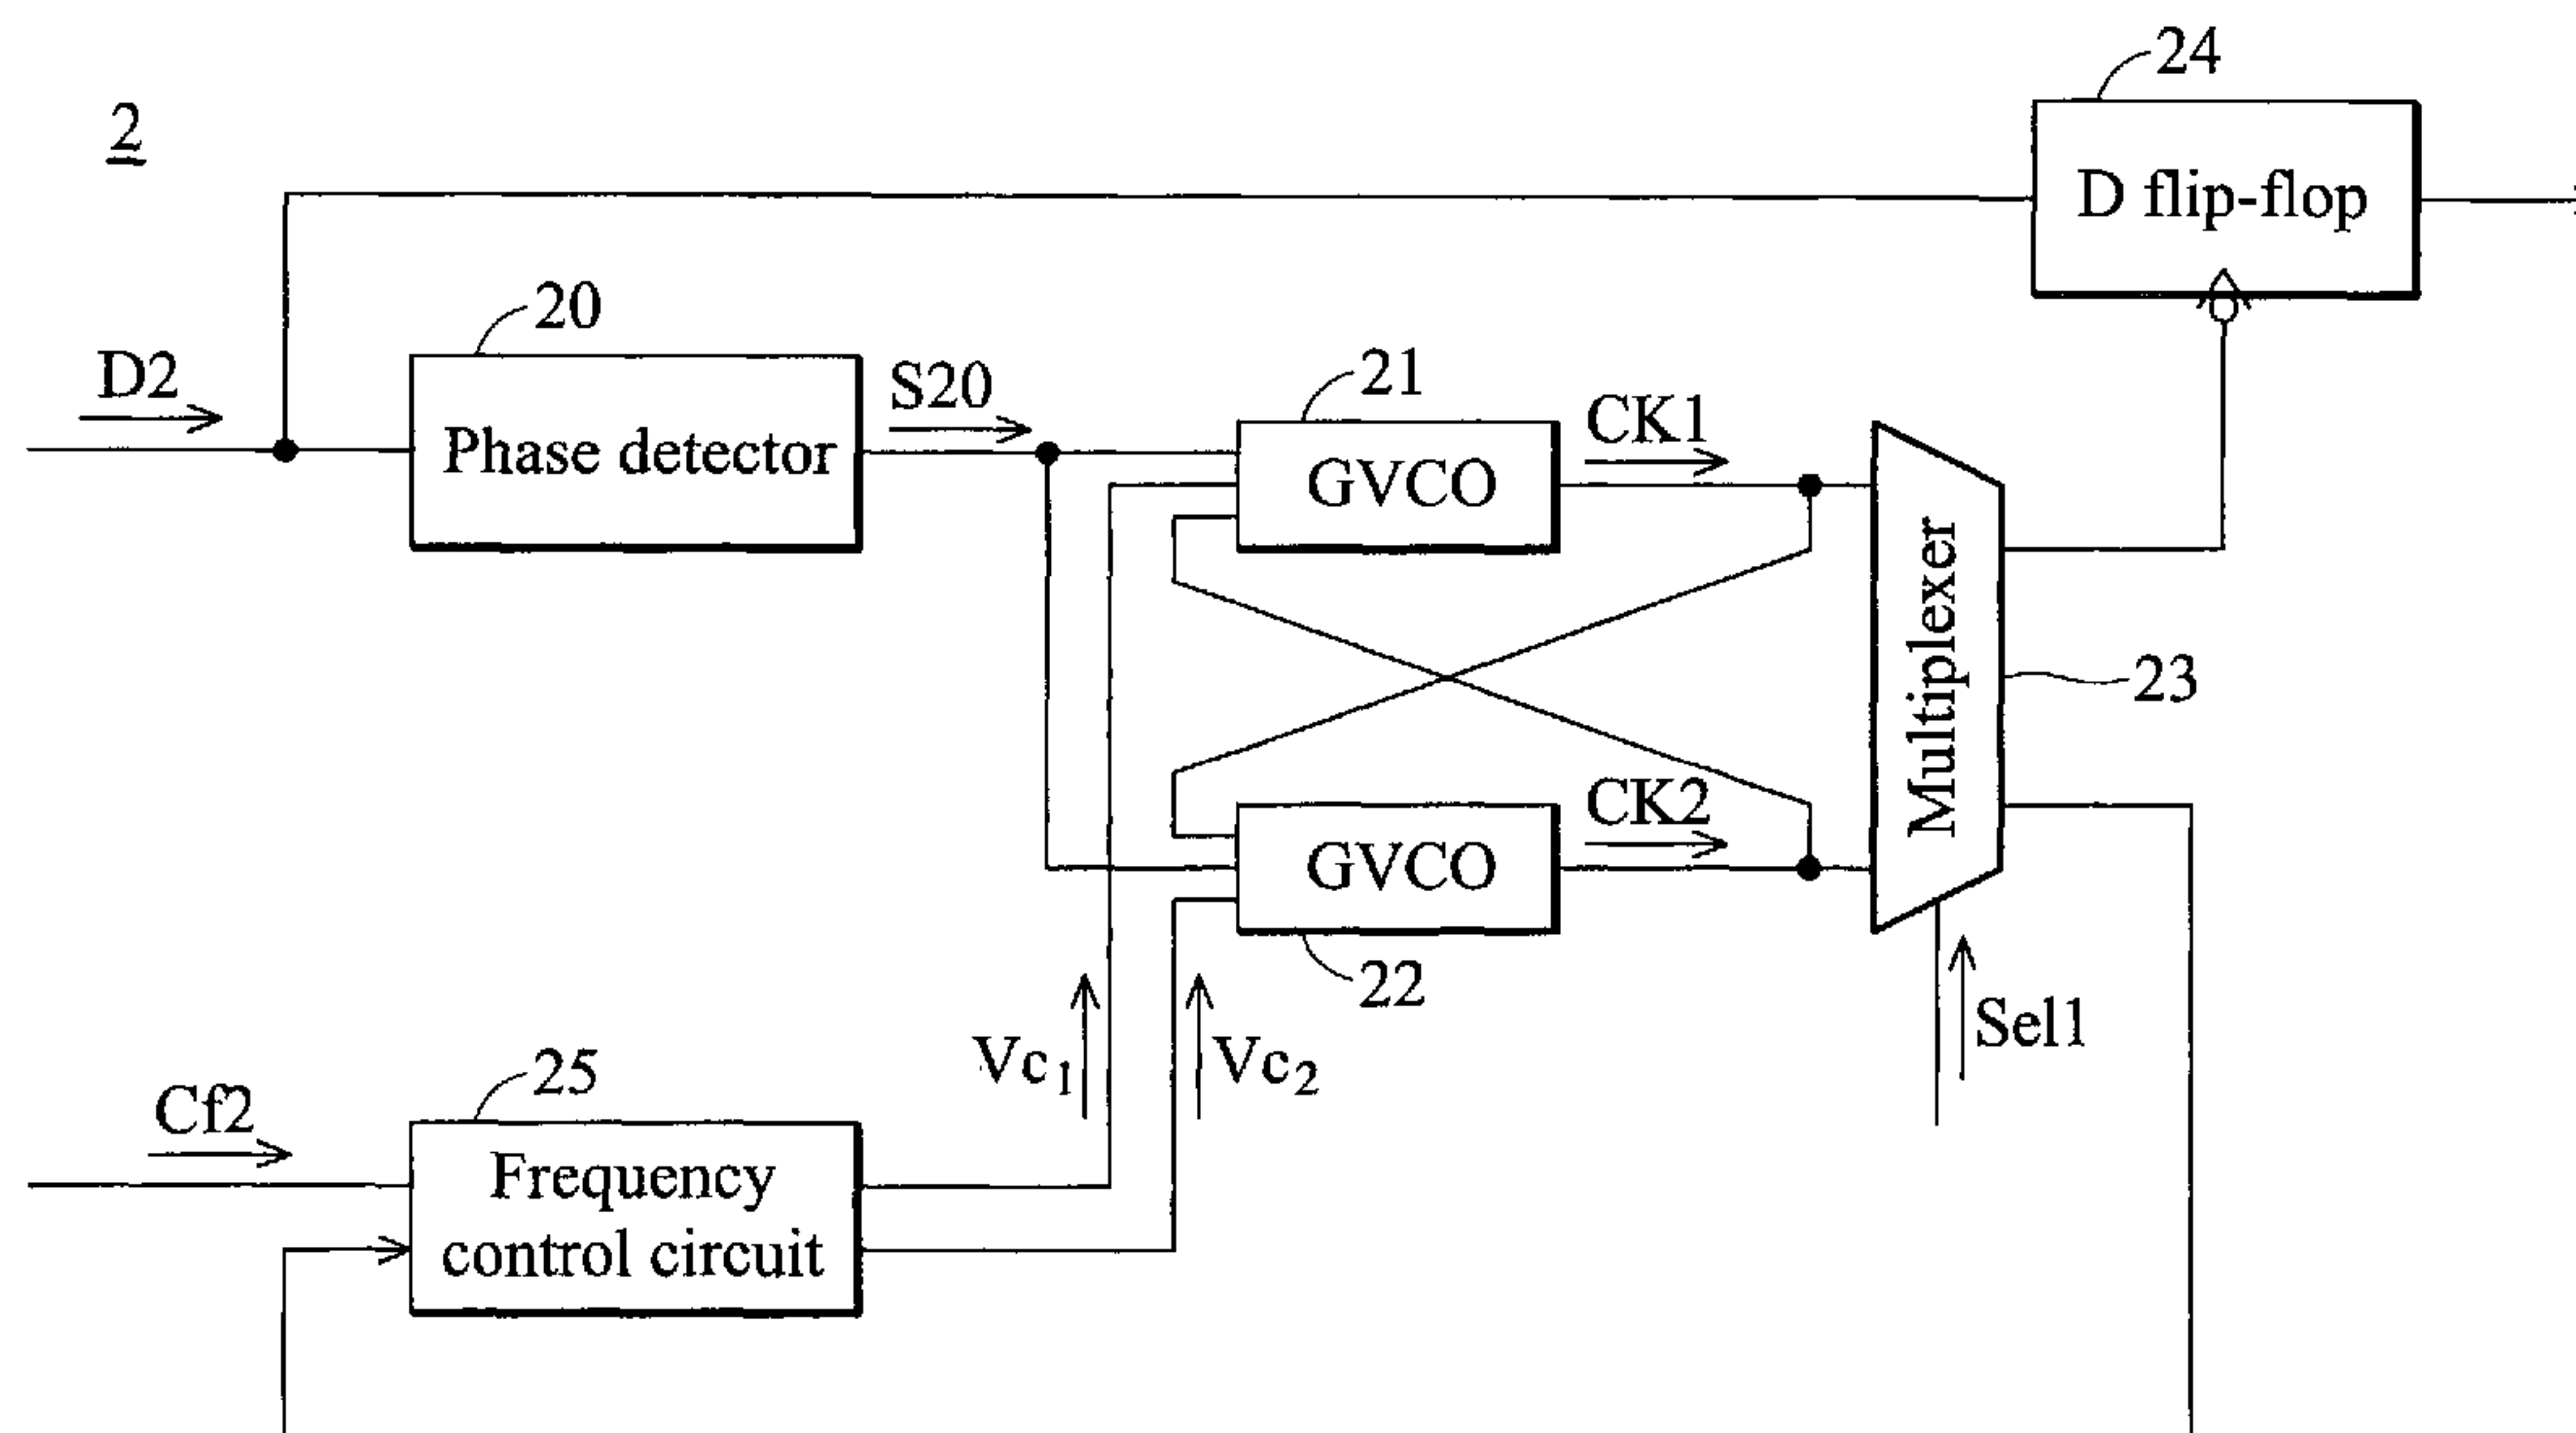 2
24
D flip-flop
20
D2
Phase detector
S20
21
GVCO
CK1
Multiplexer
23
CK2
GVCO
22
Sel1
Vc1
Vc2
25
Cf2
Frequency
control circuit